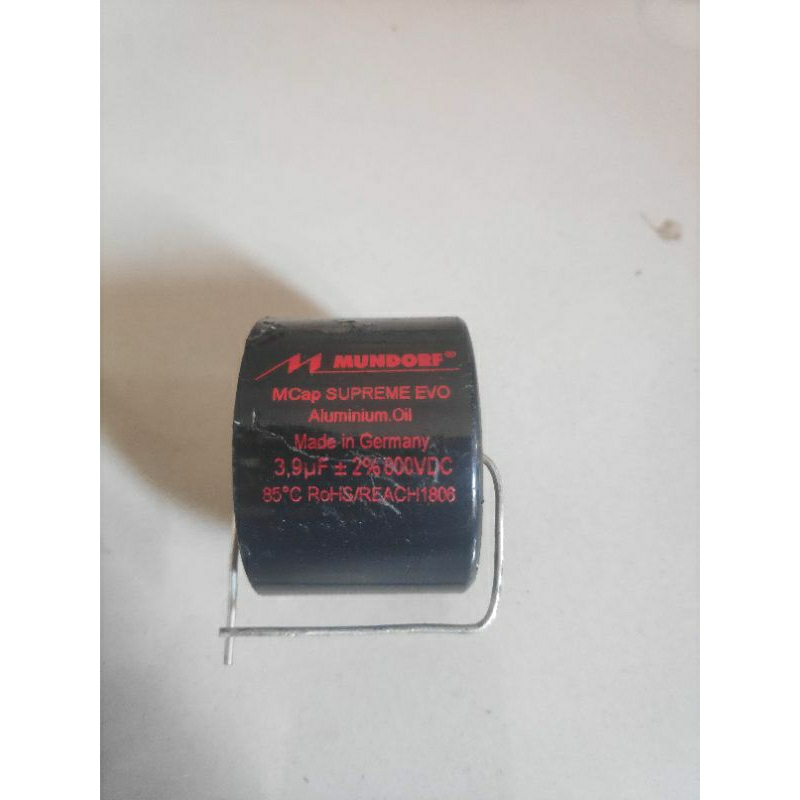 MUNDORF®
MCap SUPREME EVO
Aluminium.Oil
Made in Germany
3,9µF ± 2% 800VDC
85°C RoHS/REACH1806